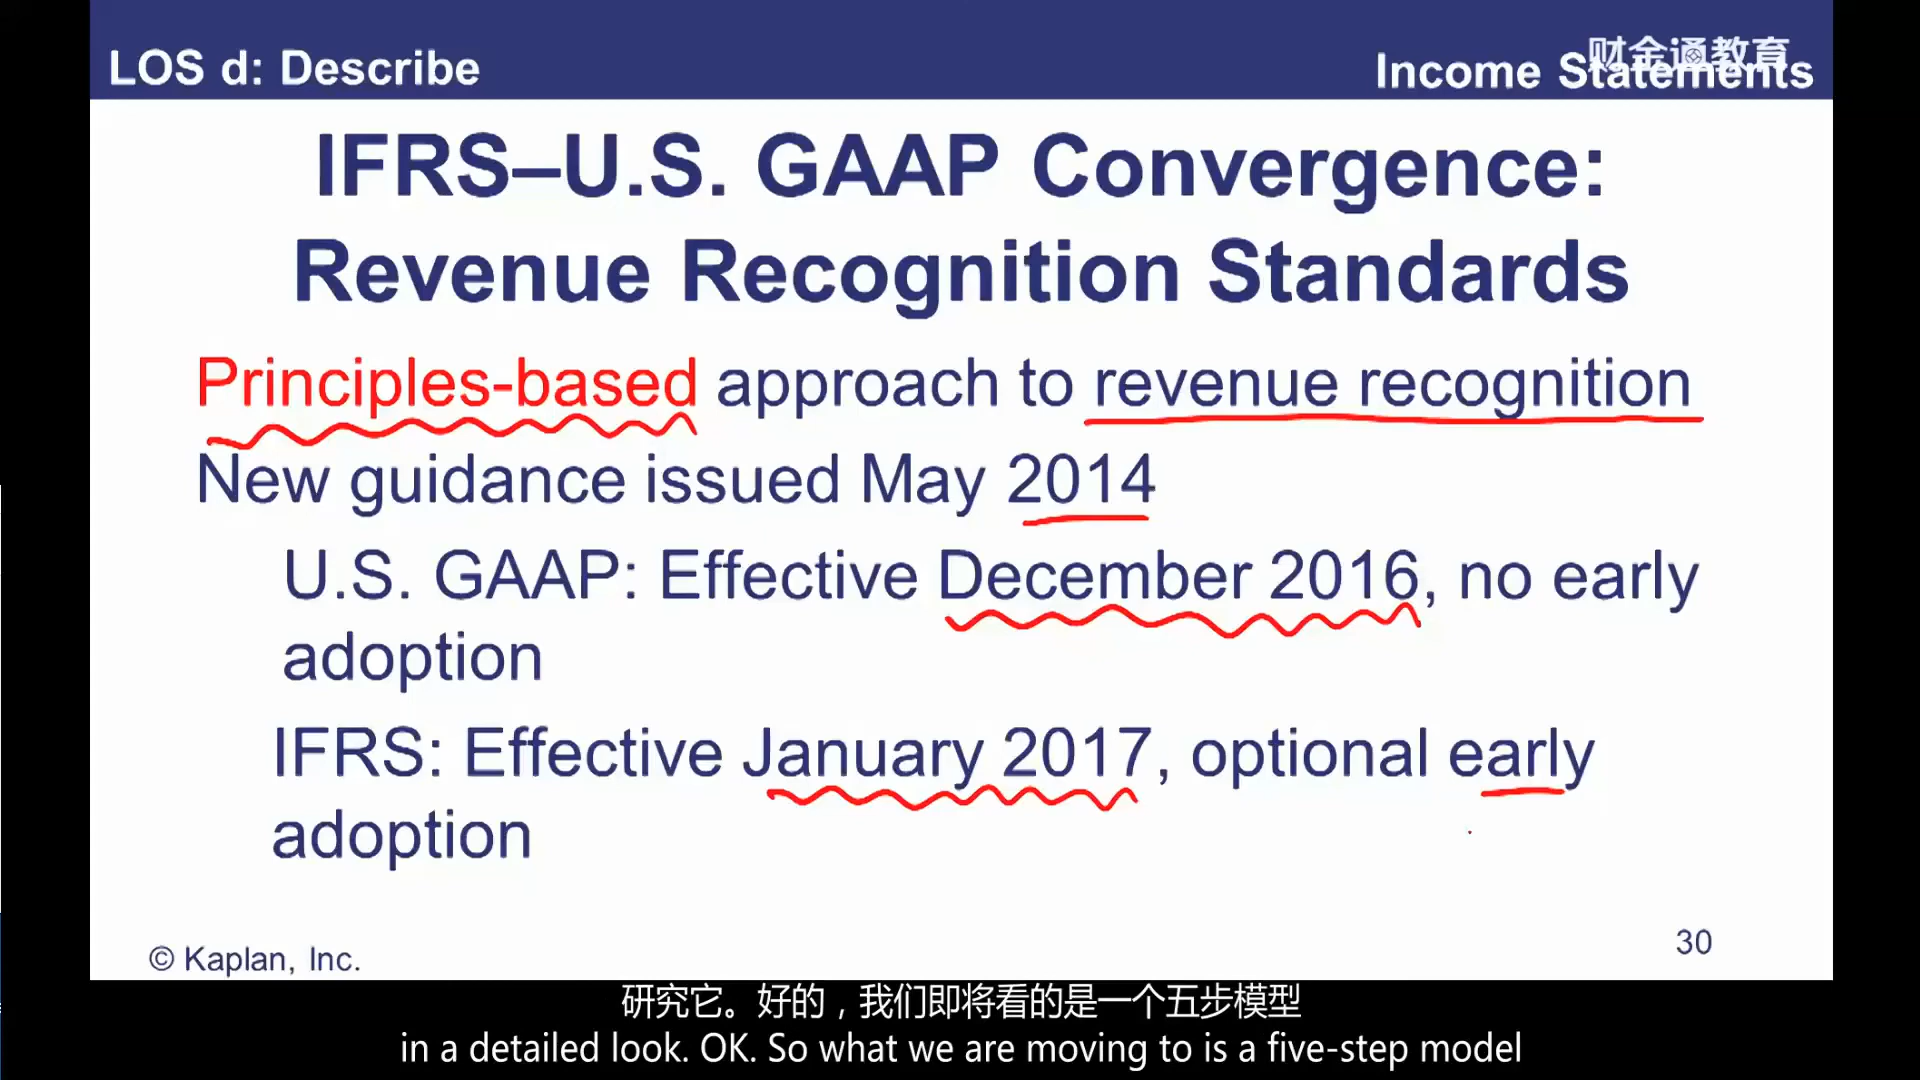 LOS d: Describe
财金通教育
Income Statements
IFRS–U.S. GAAP Convergence:
Revenue Recognition Standards
Principles-based approach to revenue recognition
New guidance issued May 2014
U.S. GAAP: Effective December 2016, no early
adoption
IFRS: Effective January 2017, optional early
adoption
© Kaplan, Inc.
30
研究它。好的，我们即将看的是一个五步模型
in a detailed look. OK. So what we are moving to is a five-step model